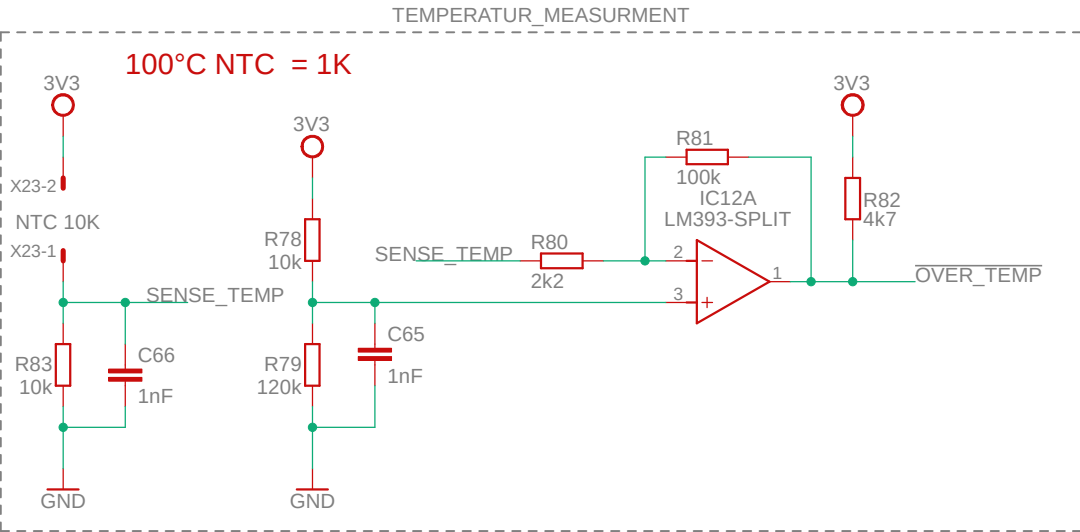 TEMPERATUR_MEASURMENT
100°C NTC = 1K
3V3
X23-2
NTC 10K
X23-1
SENSE_TEMP
R83
10k
C66
1nF
GND
3V3
R78
10k
R79
120k
C65
1nF
GND
SENSE_TEMP
R80
2k2
R81
100k
IC12A
LM393-SPLIT
2
3
1
3V3
R82
4k7
OVER_TEMP